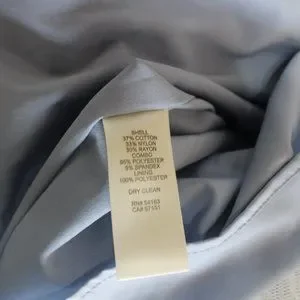 SHELL
37% COTTON
33% NYLON
30% RAYON
COMBO
95% POLYESTER
5% SPANDEX
LINING
100% POLYESTER
DRY CLEAN
RN# 54163
CA# 57151